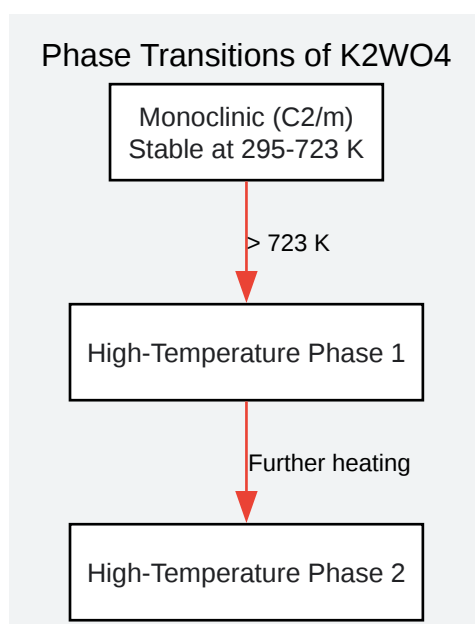 Phase Transitions of K2WO4
Monoclinic (C2/m)
Stable at 295-723 K
> 723 K
High-Temperature Phase 1
Further heating
High-Temperature Phase 2